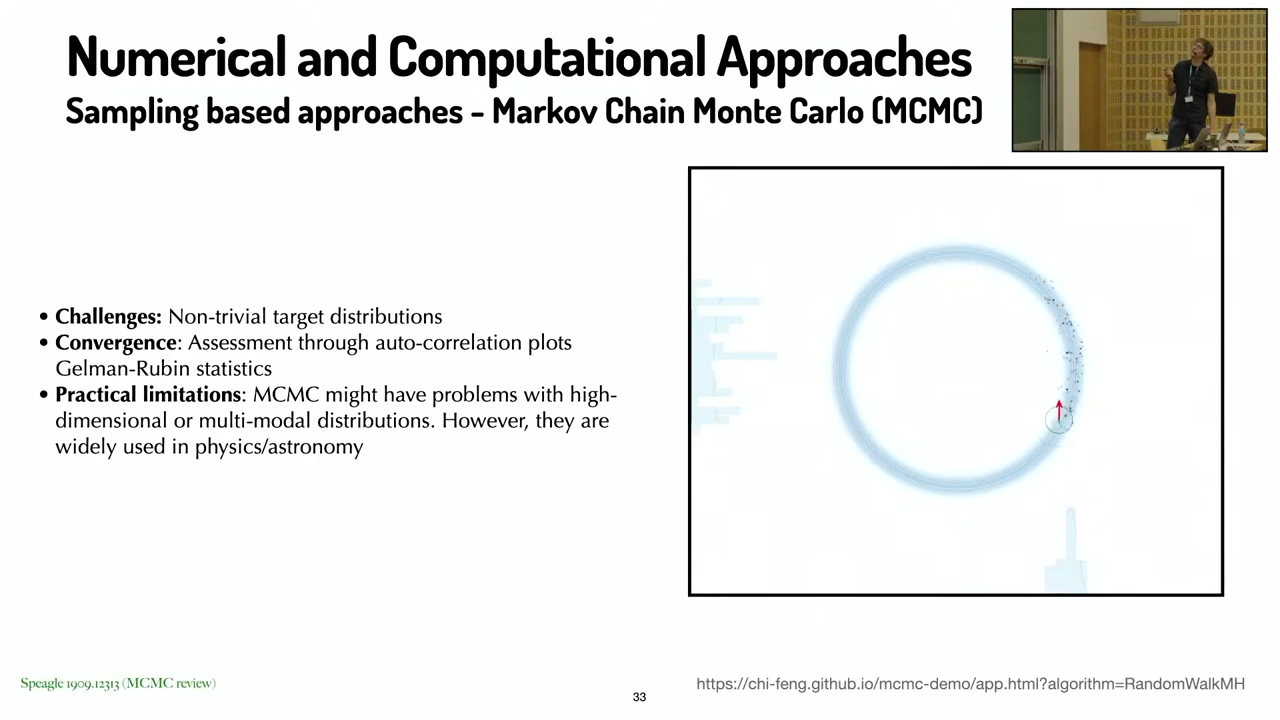 Numerical and Computational Approaches
Sampling based approaches - Markov Chain Monte Carlo (MCMC)
• Challenges: Non-trivial target distributions
• Convergence: Assessment through auto-correlation plots
Gelman-Rubin statistics
• Practical limitations: MCMC might have problems with high-
dimensional or multi-modal distributions. However, they are
widely used in physics/astronomy
Speagle 1909.12313 (MCMC review)
33
https://chi-feng.github.io/mcmc-demo/app.html?algorithm=RandomWalkMH